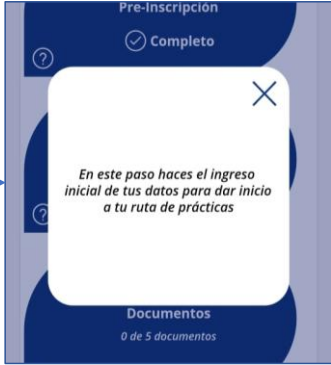 Pre-Inscripción
Completo
?
En este paso haces el ingreso
inicial de tus datos para dar inicio
a tu ruta de prácticas
?
Documentos
0 de 5 documentos